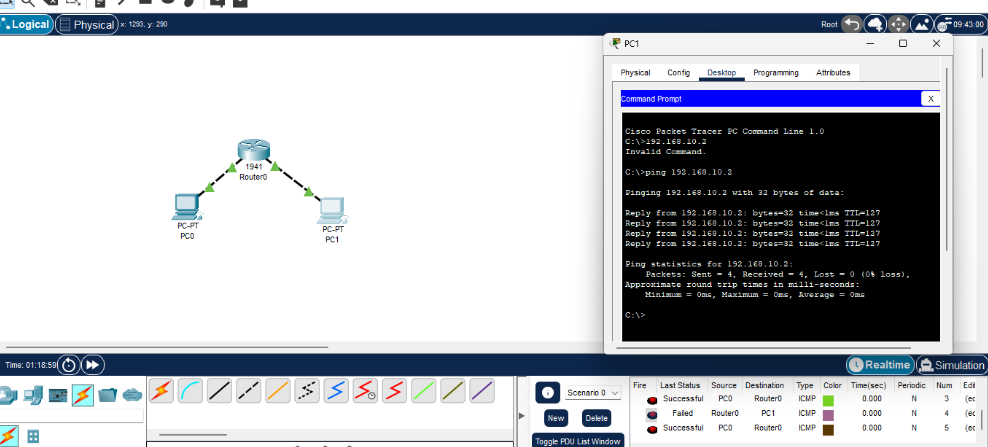 Logical
Physical x: 1293, y: 290
Root
09:43:00
PC1
Physical Config Desktop Programming Attributes
Command Prompt
X
Cisco Packet Tracer PC Command Line 1.0
C:\>192.168.10.2
Invalid Command.
C:\>ping 192.168.10.2
Pinging 192.168.10.2 with 32 bytes of data:
Reply from 192.168.10.2: bytes=32 time<1ms TTL=127
Reply from 192.168.10.2: bytes=32 time<1ms TTL=127
Reply from 192.168.10.2: bytes=32 time<1ms TTL=127
Reply from 192.168.10.2: bytes=32 time<1ms TTL=127
Ping statistics for 192.168.10.2:
Packets: Sent = 4, Received = 4, Lost = 0 (0% loss),
Approximate round trip times in milli-seconds:
Minimum = 0ms, Maximum = 0ms, Average = 0ms
C:\>
1941
Router0
PC-PT
PC0
PC-PT
PC1
Time: 01:18:59
Realtime
Simulation
Scenario 0
New
Delete
Toggle PDU List Window
Fire Last Status Source Destination Type Color Time(sec) Periodic Num Edi
Successful PC0 Router0 ICMP 0.000 N 3 (ec
Failed Router0 PC1 ICMP 0.000 N 4 (ec
Successful PC0 Router0 ICMP 0.000 N 5 (ec